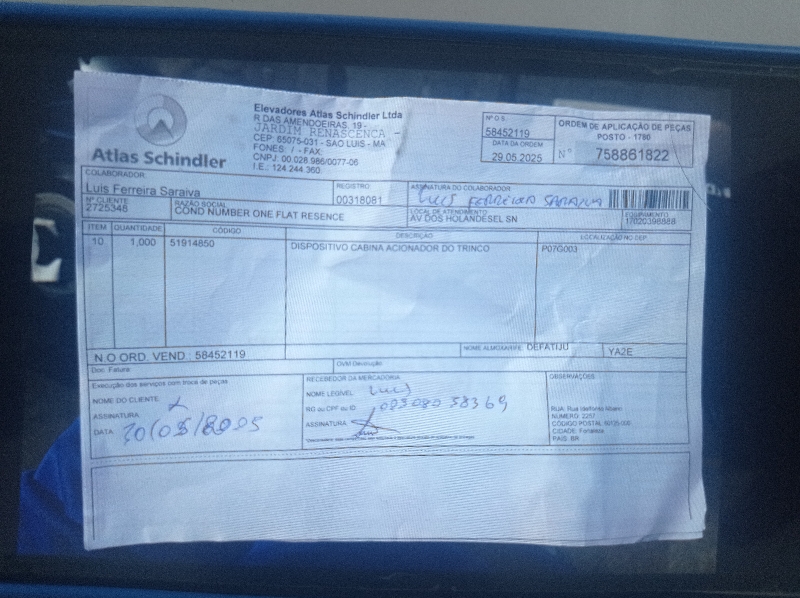 Atlas Schindler
Elevadores Atlas Schindler Ltda
R DAS AMENDOEIRAS, 19 -
JARDIM RENASCENCA -
CEP: 65075-031 - SAO LUIS - MA
FONES: / - FAX:
CNPJ: 00.028.986/0077-06
I.E.: 124.244.360
Nº O.S.
58452119
DATA DA ORDEM
29.05.2025
ORDEM DE APLICAÇÃO DE PEÇAS
POSTO - 1780
N° 758861822
COLABORADOR
Luis Ferreira Saraiva
REGISTRO
00318081
ASSINATURA DO COLABORADOR
LUIS FERREIRA SARAIVA
Nº CLIENTE
2725348
RAZÃO SOCIAL
COND NUMBER ONE FLAT RESENCE
LOCAL DE ATENDIMENTO
AV DOS HOLANDESEL SN
EQUIPAMENTO
17020398888
ITEM QUANTIDADE CÓDIGO DESCRIÇÃO LOCALIZAÇÃO NO DEP.
10 1,000 51914850 DISPOSITIVO CABINA ACIONADOR DO TRINCO P07G003
N.O ORD. VEND : 58452119
NOME ALMOXARIFE DEFATIJU YA2E
Doc. Fatura
OVM Devolução
Execução dos serviços com troca de peças
NOME DO CLIENTE
ASSINATURA
DATA
RECEBEDOR DA MERCADORIA
NOME LEGÍVEL Luis
RG ou CPF ou ID
ASSINATURA
OBSERVAÇÕES
RUA: Rua Ildefonso Albano
NÚMERO: 2257
CÓDIGO POSTAL
CIDADE: Fortaleza
PAÍS: BR